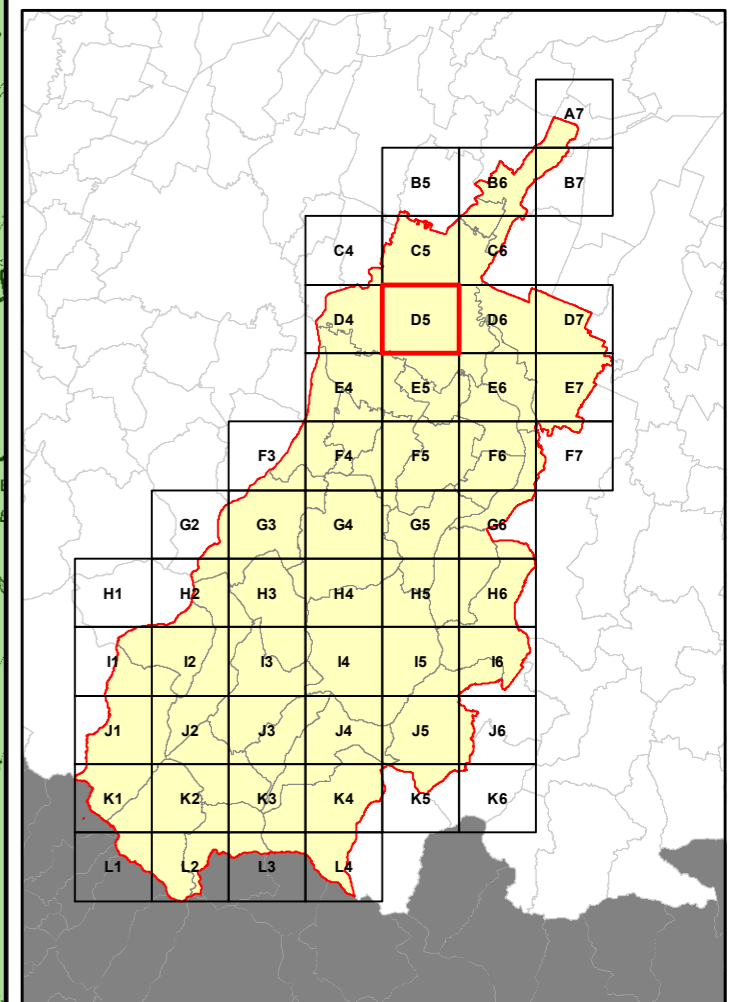 A7
B5 B6 B7
C4 C5 C6
D4 D5 D6 D7
E4 E5 E6 E7
F3 F4 F5 F6 F7
G2 G3 G4 G5 G6
H1 H2 H3 H4 H5 H6
I1 I2 I3 I4 I5 I6
J1 J2 J3 J4 J5 J6
K1 K2 K3 K4 K5 K6
L1 L2 L3 L4